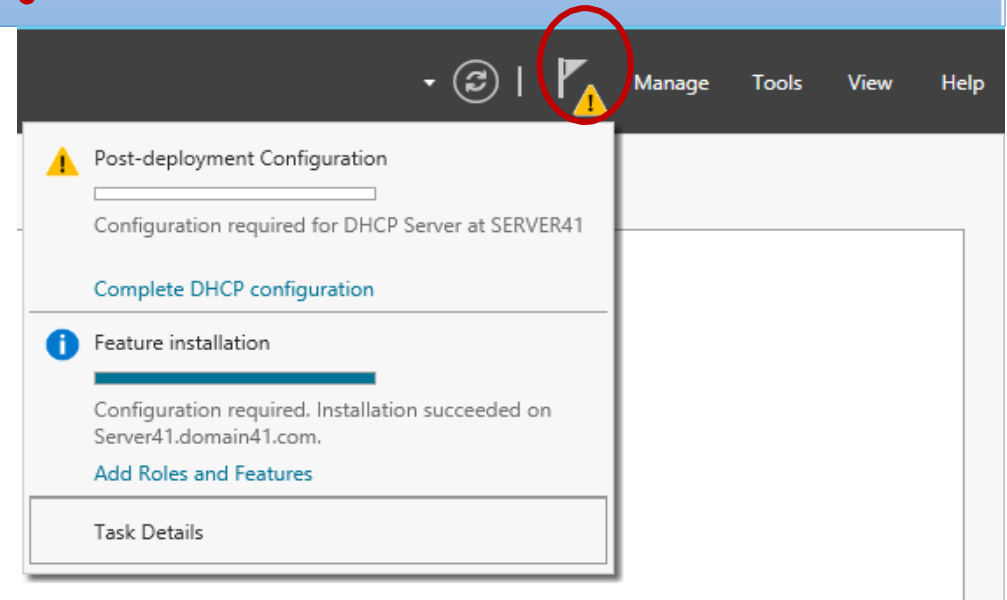 Manage Tools View Help
Post-deployment Configuration
Configuration required for DHCP Server at SERVER41
Complete DHCP configuration
Feature installation
Configuration required. Installation succeeded on
Server41.domain41.com.
Add Roles and Features
Task Details